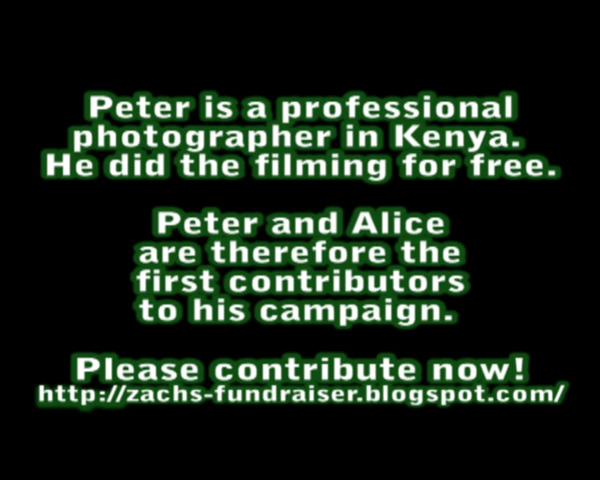 Peter is a professional
photographer in Kenya.
He did the filming for free.
Peter and Alice
are therefore the
first contributors
to his campaign.
Please contribute now!
http://zachs-fundraiser.blogspot.com/